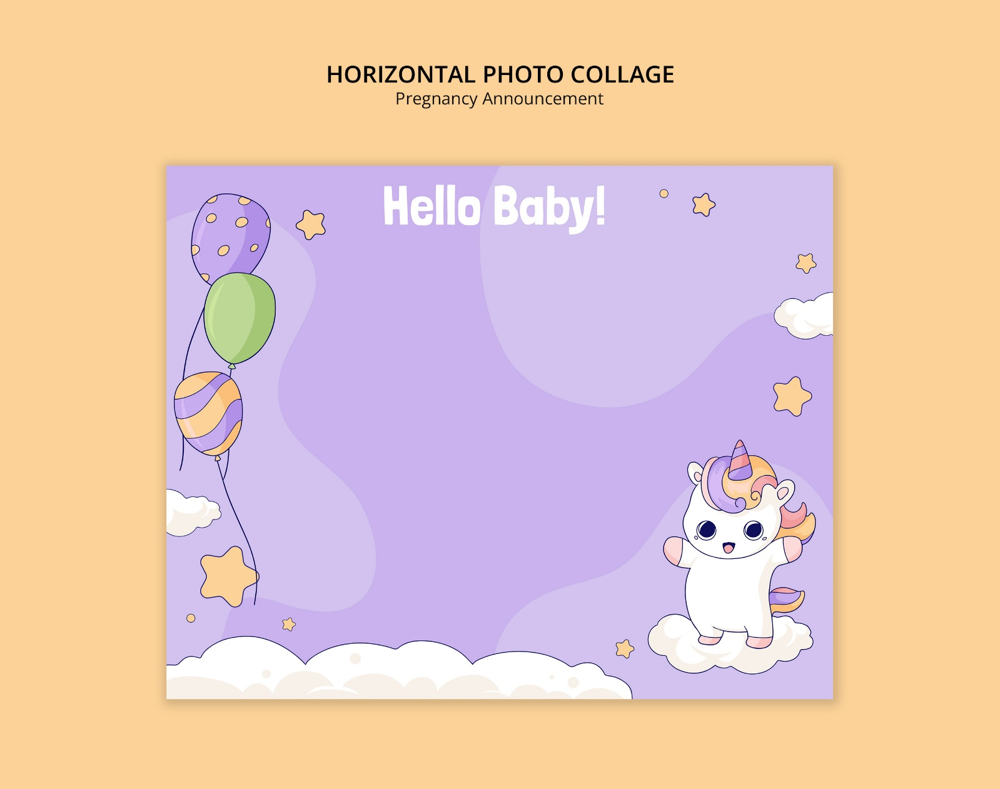 HORIZONTAL PHOTO COLLAGE
Pregnancy Announcement
Hello Baby!